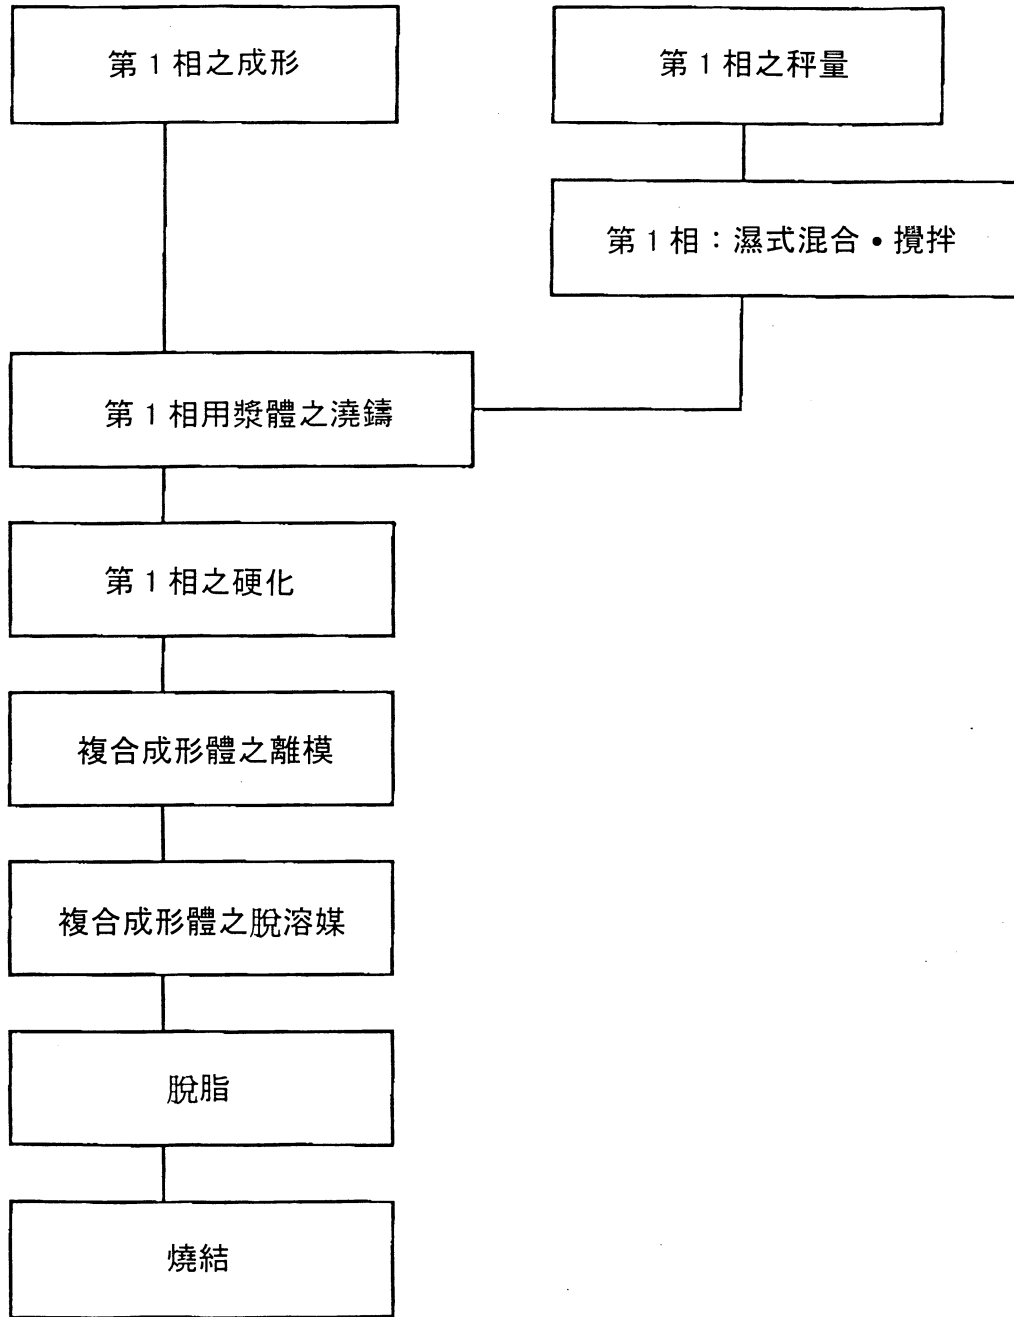 第1相之成形
第1相之秤量
第1相：濕式混合•攪拌
第1相用漿體之澆鑄
第1相之硬化
複合成形體之離模
複合成形體之脫溶媒
脫脂
燒結